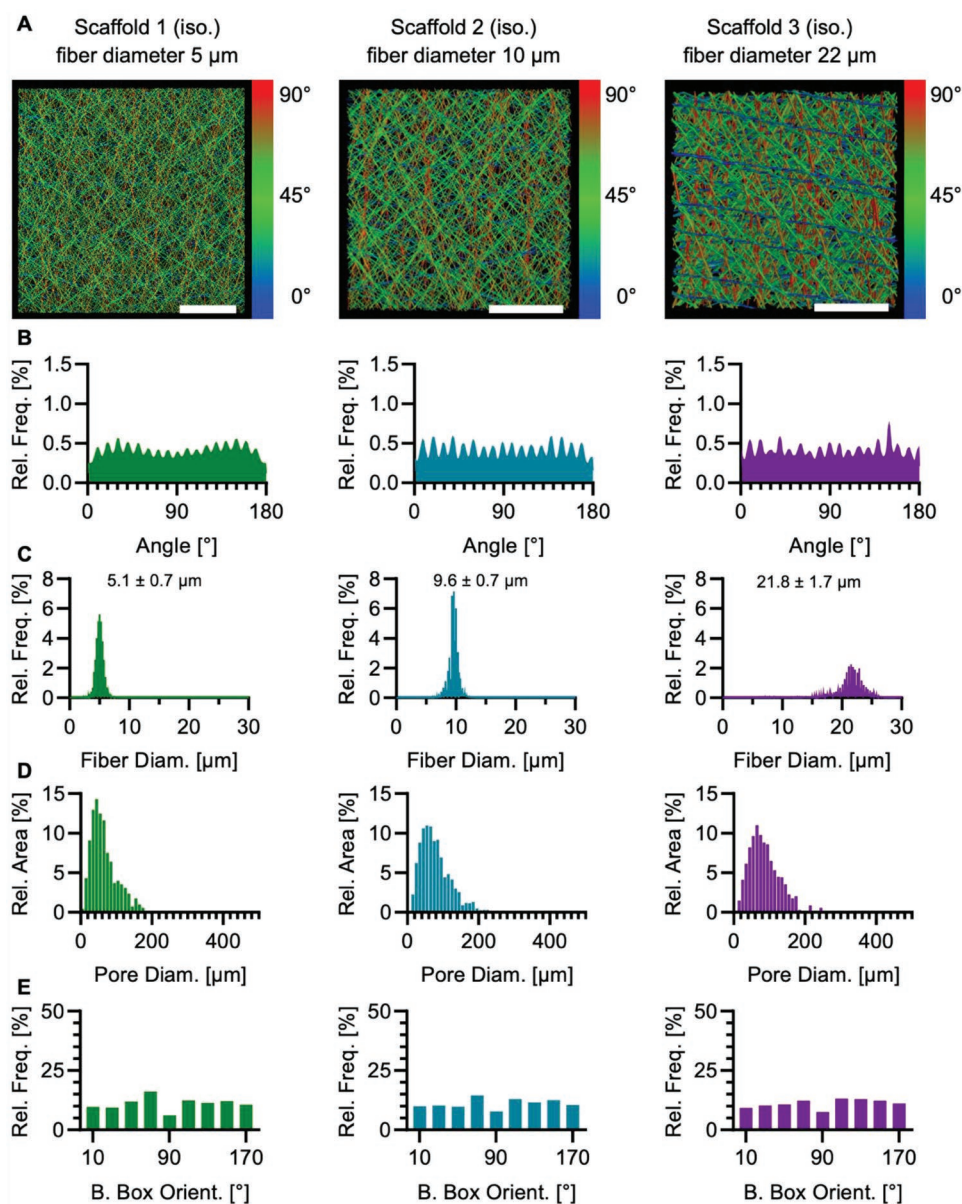 A
Scaffold 1 (iso.)
fiber diameter 5 µm
Scaffold 2 (iso.)
fiber diameter 10 µm
Scaffold 3 (iso.)
fiber diameter 22 µm
90°
45°
0°
90°
45°
0°
90°
45°
0°
B
Rel. Freq. [%]
1.5
1.0
0.5
0.0
0
90
180
Angle [°]
Rel. Freq. [%]
1.5
1.0
0.5
0.0
0
90
180
Angle [°]
Rel. Freq. [%]
1.5
1.0
0.5
0.0
0
90
180
Angle [°]
C
Rel. Freq. [%]
8
6
4
2
0
5.1 ± 0.7 µm
0
10
20
30
Fiber Diam. [µm]
Rel. Freq. [%]
8
6
4
2
0
9.6 ± 0.7 µm
0
10
20
30
Fiber Diam. [µm]
Rel. Freq. [%]
8
6
4
2
0
21.8 ± 1.7 µm
0
10
20
30
Fiber Diam. [µm]
D
Rel. Area [%]
15
10
5
0
0
200
400
Pore Diam. [µm]
Rel. Area [%]
15
10
5
0
0
200
400
Pore Diam. [µm]
Rel. Area [%]
15
10
5
0
0
200
400
Pore Diam. [µm]
E
Rel. Freq. [%]
50
25
0
10
90
170
B. Box Orient. [°]
Rel. Freq. [%]
50
25
0
10
90
170
B. Box Orient. [°]
Rel. Freq. [%]
50
25
0
10
90
170
B. Box Orient. [°]